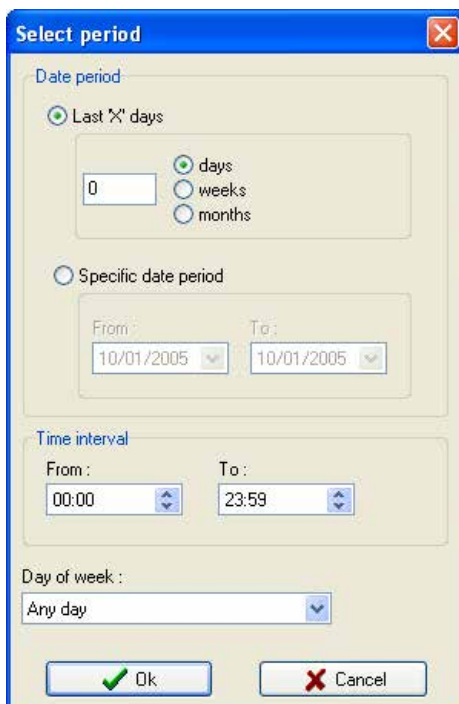 Select period
Date period
Last 'X' days
0
days
weeks
months
Specific date period
From :
To :
10/01/2005
10/01/2005
Time interval
From :
To :
00:00
23:59
Day of week :
Any day
Ok
Cancel